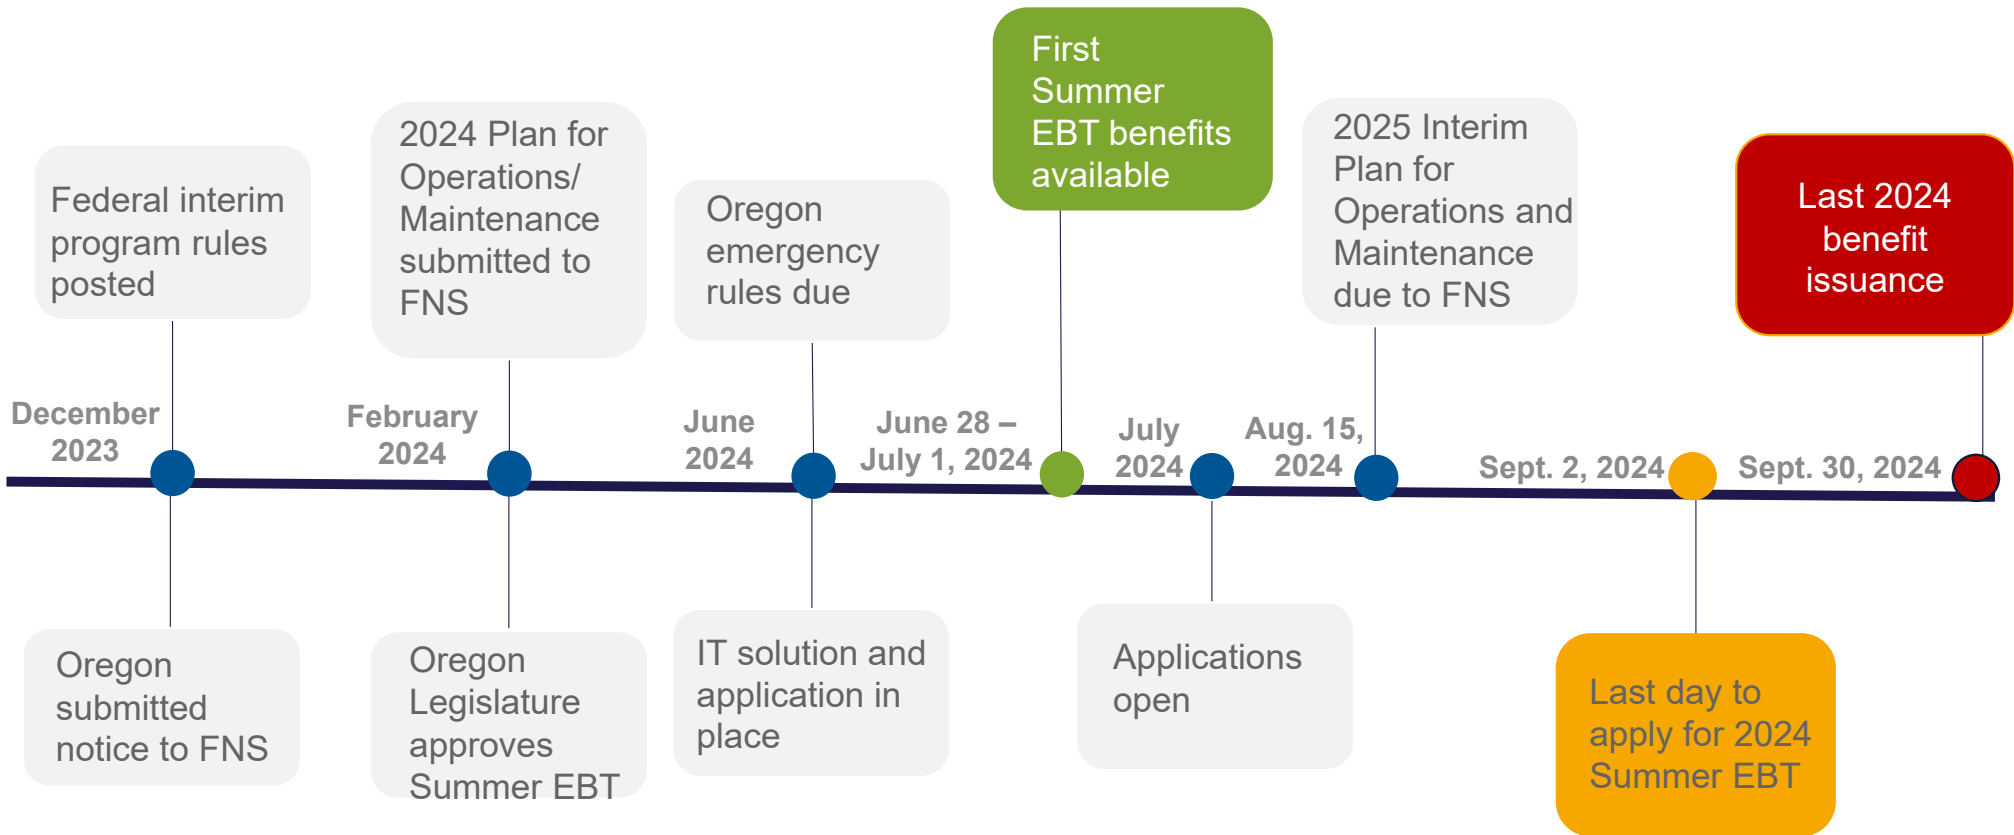 First
Summer
EBT benefits
available
Federal interim
program rules
posted
2024 Plan for
Operations/
Maintenance
submitted to
FNS
Oregon
emergency
rules due
2025 Interim
Plan for
Operations and
Maintenance
due to FNS
Last 2024
benefit
issuance
December
2023
February
2024
June
2024
June 28 –
July 1, 2024
July
2024
Aug. 15,
2024
Sept. 2, 2024
Sept. 30, 2024
Oregon
submitted
notice to FNS
Oregon
Legislature
approves
Summer EBT
IT solution and
application in
place
Applications
open
Last day to
apply for 2024
Summer EBT